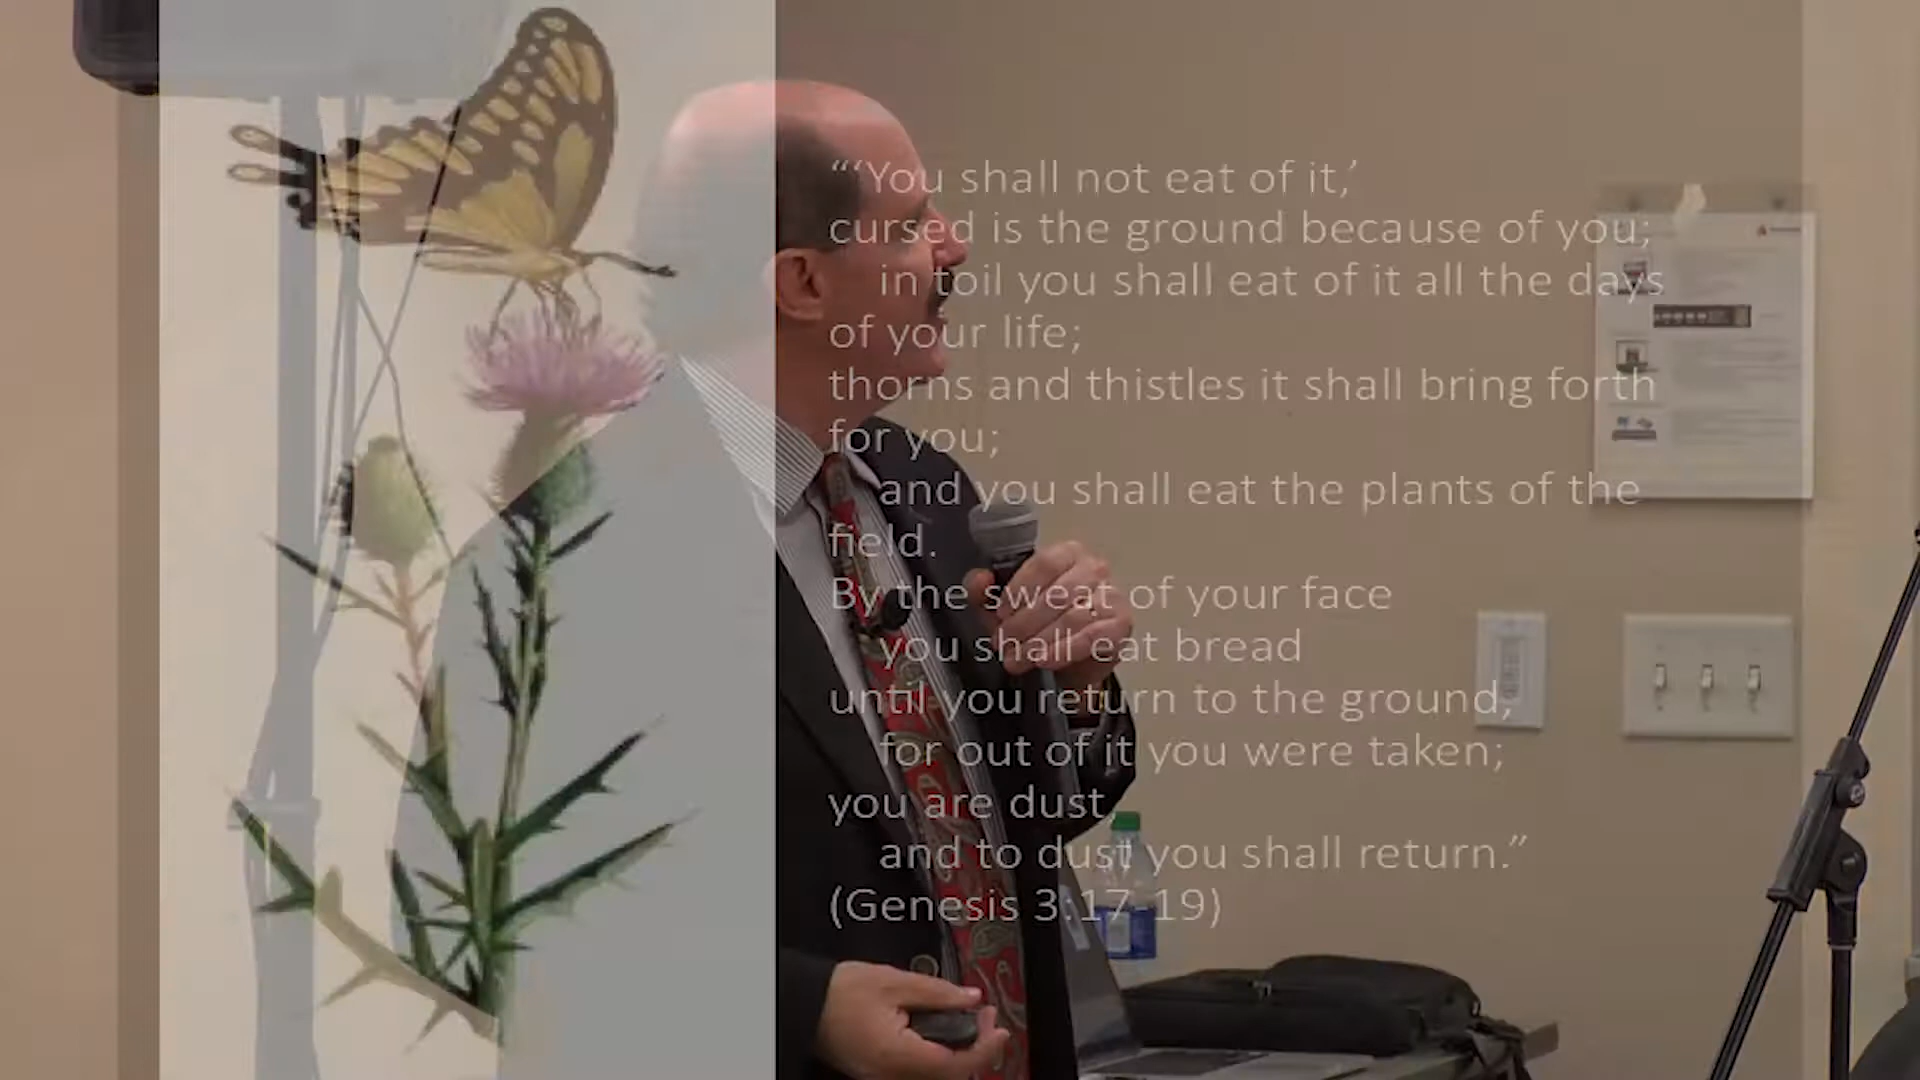 “‘You shall not eat of it,’
cursed is the ground because of you;
in toil you shall eat of it all the days
of your life;
thorns and thistles it shall bring forth
for you;
and you shall eat the plants of the
field.
By the sweat of your face
you shall eat bread
until you return to the ground,
for out of it you were taken;
you are dust,
and to dust you shall return.”
(Genesis 3:17-19)